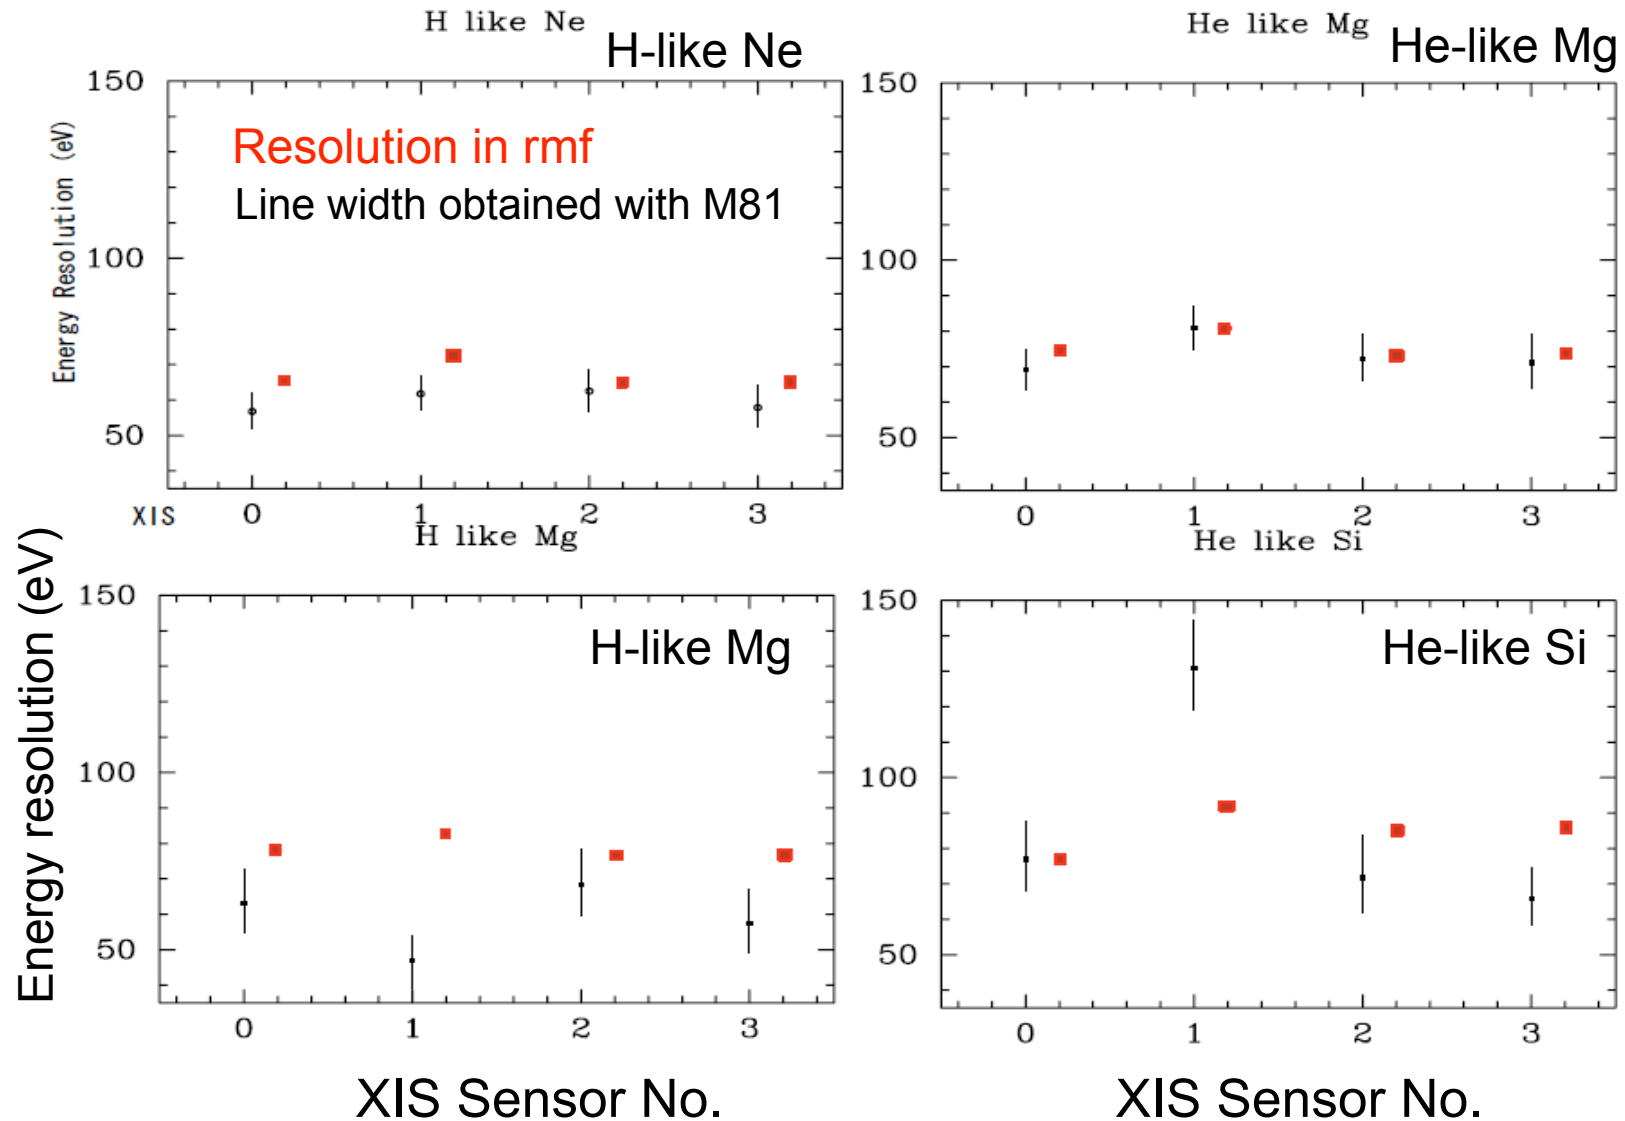 H like Ne
H-like Ne
He like Mg
He-like Mg
Resolution in rmf
Line width obtained with M81
Energy Resolution (eV)
150
100
50
XIS
0 1 2 3
150
100
50
0 1 2 3
H like Mg
H-like Mg
He like Si
He-like Si
Energy resolution (eV)
150
100
50
0 1 2 3
150
100
50
0 1 2 3
XIS Sensor No.
XIS Sensor No.